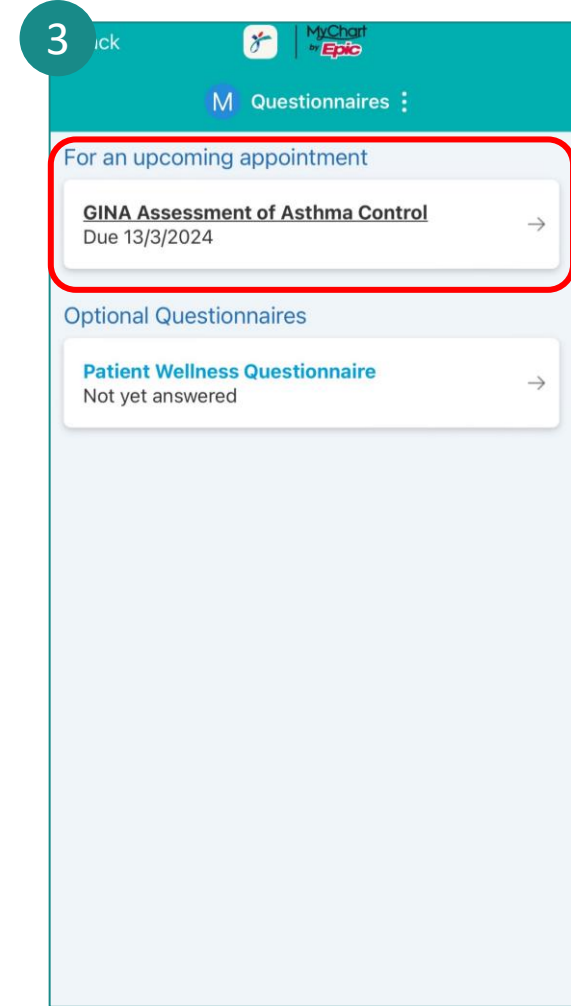 3 ck
MyChart
by Epic
M Questionnaires
For an upcoming appointment
GINA Assessment of Asthma Control
Due 13/3/2024
Optional Questionnaires
Patient Wellness Questionnaire
Not yet answered